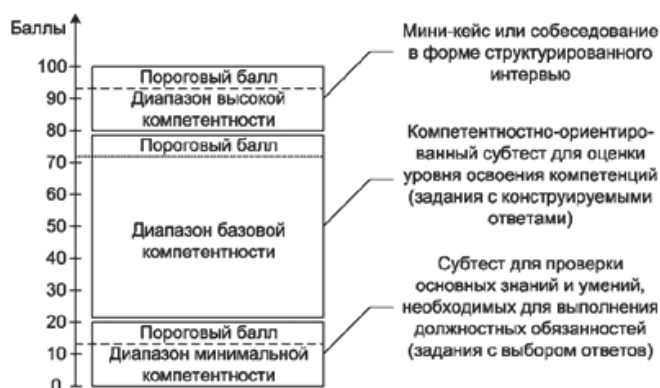 Баллы
100
90
80
70
60
50
40
30
20
10
0
Пороговый балл
Диапазон высокой
компетентности
Пороговый балл
Диапазон базовой
компетентности
Пороговый балл
Диапазон минимальной
компетентности
Мини-кейс или собеседование
в форме структурированного
интервью
Компетентностно-ориентиро-
ванный субтест для оценки
уровня освоения компетенций
(задания с конструируемыми
ответами)
Субтест для проверки
основных знаний и умений,
необходимых для выполнения
должностных обязанностей
(задания с выбором ответов)